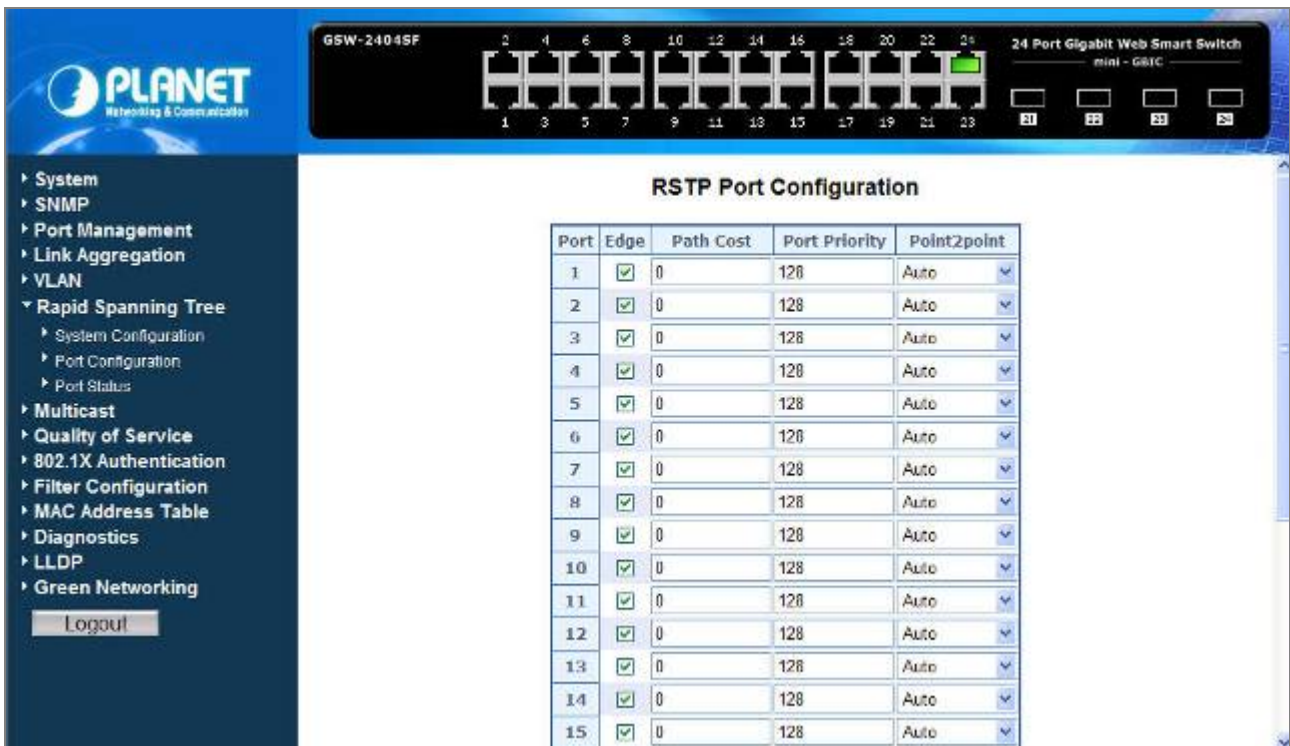 PLANET
Networking & Communication
GSW-2404SF
2 4 6 8 10 12 14 16 18 20 22 24
1 3 5 7 9 11 13 15 17 19 21 23
24 Port Gigabit Web Smart Switch
mini - GBIC
21 22 23 24
System
SNMP
Port Management
Link Aggregation
VLAN
Rapid Spanning Tree
System Configuration
Port Configuration
Port Status
Multicast
Quality of Service
802.1X Authentication
Filter Configuration
MAC Address Table
Diagnostics
LLDP
Green Networking
Logout
RSTP Port Configuration
Port Edge Path Cost Port Priority Point2point
1 0 128 Auto
2 0 128 Auto
3 0 128 Auto
4 0 128 Auto
5 0 128 Auto
6 0 128 Auto
7 0 128 Auto
8 0 128 Auto
9 0 128 Auto
10 0 128 Auto
11 0 128 Auto
12 0 128 Auto
13 0 128 Auto
14 0 128 Auto
15 0 128 Auto